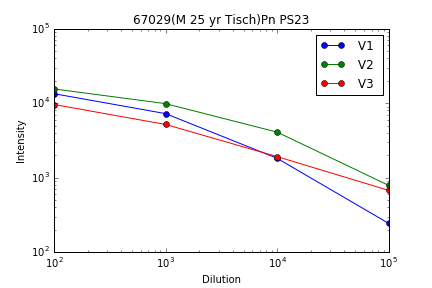 67029(M 25 yr Tisch)Pn PS23
10^5
V1
V2
V3
10^4
Intensity
10^3
10^2
10^2 10^3 10^4 10^5
Dilution